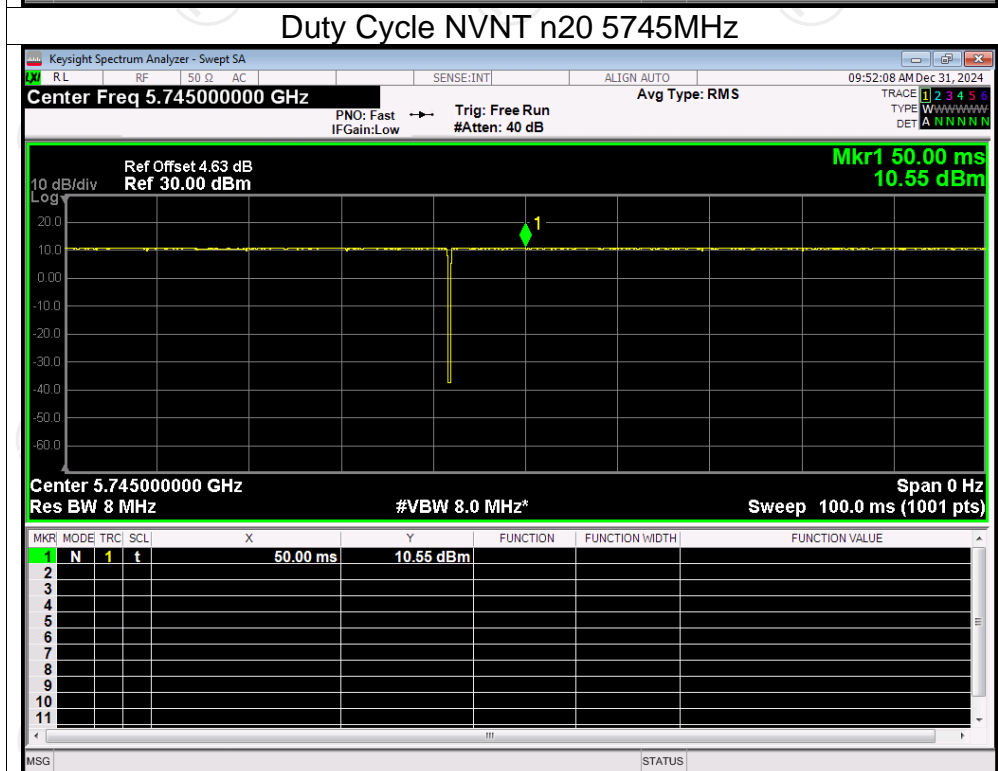 Duty Cycle NVNT n20 5745MHz
Keysight Spectrum Analyzer - Swept SA
LXI RL RF 50 Ω AC SENSE:INT ALIGN AUTO 09:52:08 AM Dec 31, 2024
Center Freq 5.745000000 GHz Avg Type: RMS TRACE 1 2 3 4 5 6
PNO: Fast Trig: Free Run TYPE WWWWWW
IFGain:Low #Atten: 40 dB DET A N N N N N
Mkr1 50.00 ms
Ref Offset 4.63 dB
10 dB/div Ref 30.00 dBm 10.55 dBm
Log
20.0
1
10.0
0.00
-10.0
-20.0
-30.0
-40.0
-50.0
-60.0
Center 5.745000000 GHz Span 0 Hz
Res BW 8 MHz #VBW 8.0 MHz* Sweep 100.0 ms (1001 pts)
MKR MODE TRC SCL X Y FUNCTION FUNCTION WIDTH FUNCTION VALUE
1 N 1 t 50.00 ms 10.55 dBm
2
3
4
5
6
7
8
9
10
11
MSG STATUS